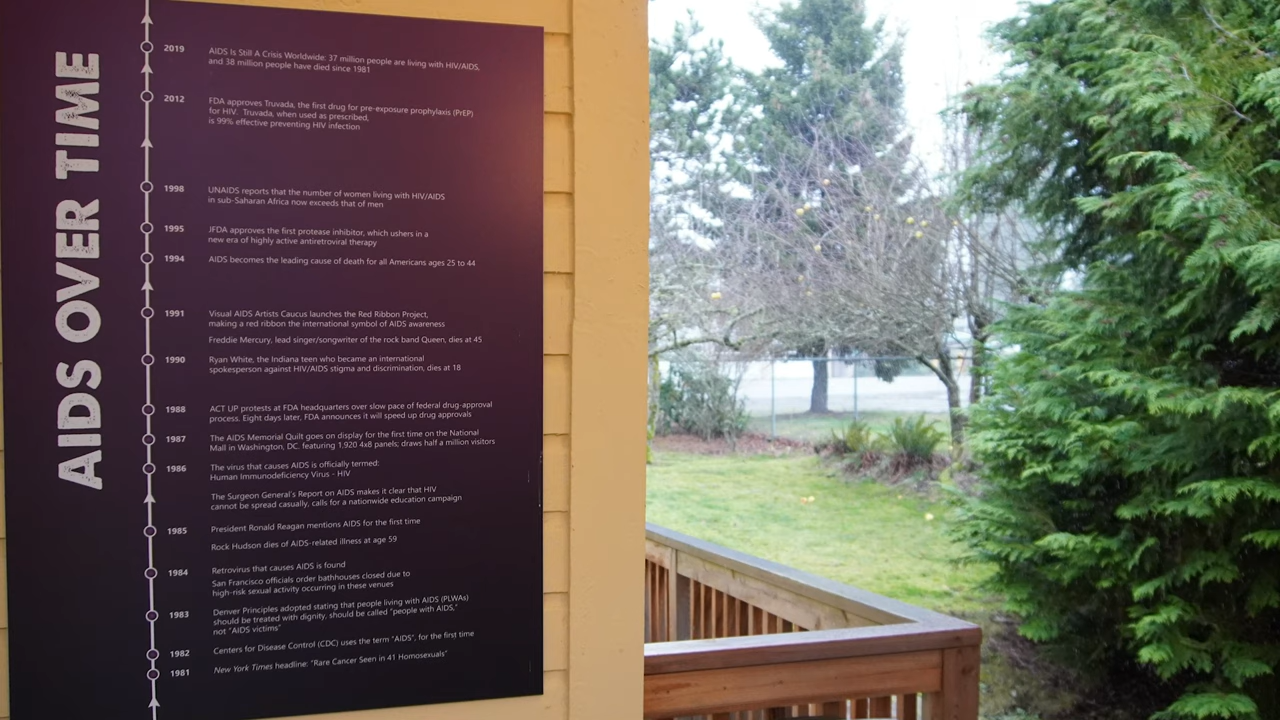 AIDS OVER TIME
2019
AIDS Is Still A Crisis Worldwide: 37 million people are living with HIV/AIDS,
and 38 million people have died since 1981
2012
FDA approves Truvada, the first drug for pre-exposure prophylaxis (PrEP)
for HIV. Truvada, when used as prescribed,
is 99% effective preventing HIV infection
1998
UNAIDS reports that the number of women living with HIV/AIDS
in sub-Saharan Africa now exceeds that of men
1995
JFDA approves the first protease inhibitor, which ushers in a
new era of highly active antiretroviral therapy
1994
AIDS becomes the leading cause of death for all Americans ages 25 to 44
1991
Visual AIDS Artists Caucus launches the Red Ribbon Project,
making a red ribbon the international symbol of AIDS awareness
Freddie Mercury, lead singer/songwriter of the rock band Queen, dies at 45
1990
Ryan White, the Indiana teen who became an international
spokesperson against HIV/AIDS stigma and discrimination, dies at 18
1988
ACT UP protests at FDA headquarters over slow pace of federal drug-approval
process. Eight days later, FDA announces it will speed up drug approvals
1987
The AIDS Memorial Quilt goes on display for the first time on the National
Mall in Washington, DC, featuring 1,920 4x8 panels; draws half a million visitors
1986
The virus that causes AIDS is officially termed:
Human Immunodeficiency Virus - HIV
The Surgeon General's Report on AIDS makes it clear that HIV
cannot be spread casually, calls for a nationwide education campaign
1985
President Ronald Reagan mentions AIDS for the first time
Rock Hudson dies of AIDS-related illness at age 59
1984
Retrovirus that causes AIDS is found
San Francisco officials order bathhouses closed due to
high-risk sexual activity occurring in these venues
1983
Denver Principles adopted stating that people living with AIDS (PLWAs)
should be treated with dignity, should be called "people with AIDS,"
not "AIDS victims"
1982
Centers for Disease Control (CDC) uses the term "AIDS", for the first time
1981
New York Times headline: "Rare Cancer Seen in 41 Homosexuals"